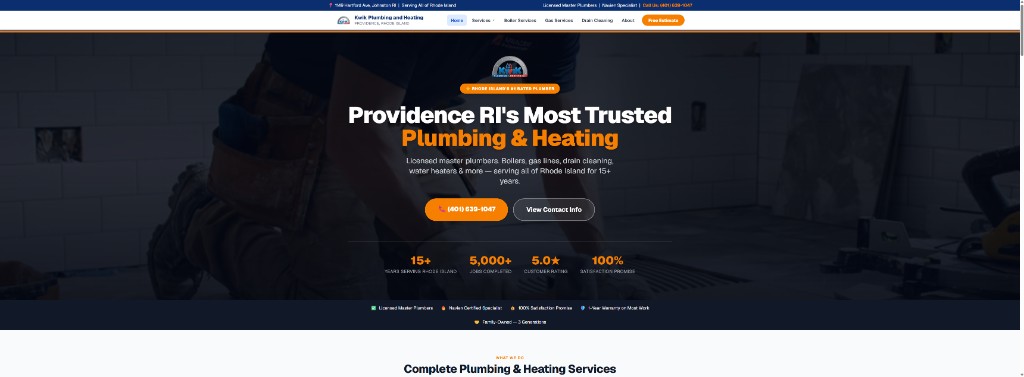 1149 Hartford Ave, Johnston RI | Serving All of Rhode Island
Licensed Master Plumbers | Navien Specialist | Call Us: (401) 639-1047
Kwik Plumbing and Heating
PROVIDENCE, RHODE ISLAND
Home Services Boiler Services Gas Services Drain Cleaning About Free Estimate
KWIK
RHODE ISLAND'S #1 RATED PLUMBER
Providence RI's Most Trusted
Plumbing & Heating
Licensed master plumbers. Boilers, gas lines, drain cleaning,
water heaters & more — serving all of Rhode Island for 15+
years.
(401) 639-1047 View Contact Info
15+ 5,000+ 5.0★ 100%
YEARS SERVING RHODE ISLAND JOBS COMPLETED CUSTOMER RATING SATISFACTION PROMISE
Licensed Master Plumbers Navien Certified Specialist 100% Satisfaction Promise 1-Year Warranty on Most Work
Family-Owned — 3 Generations
WHAT WE DO
Complete Plumbing & Heating Services